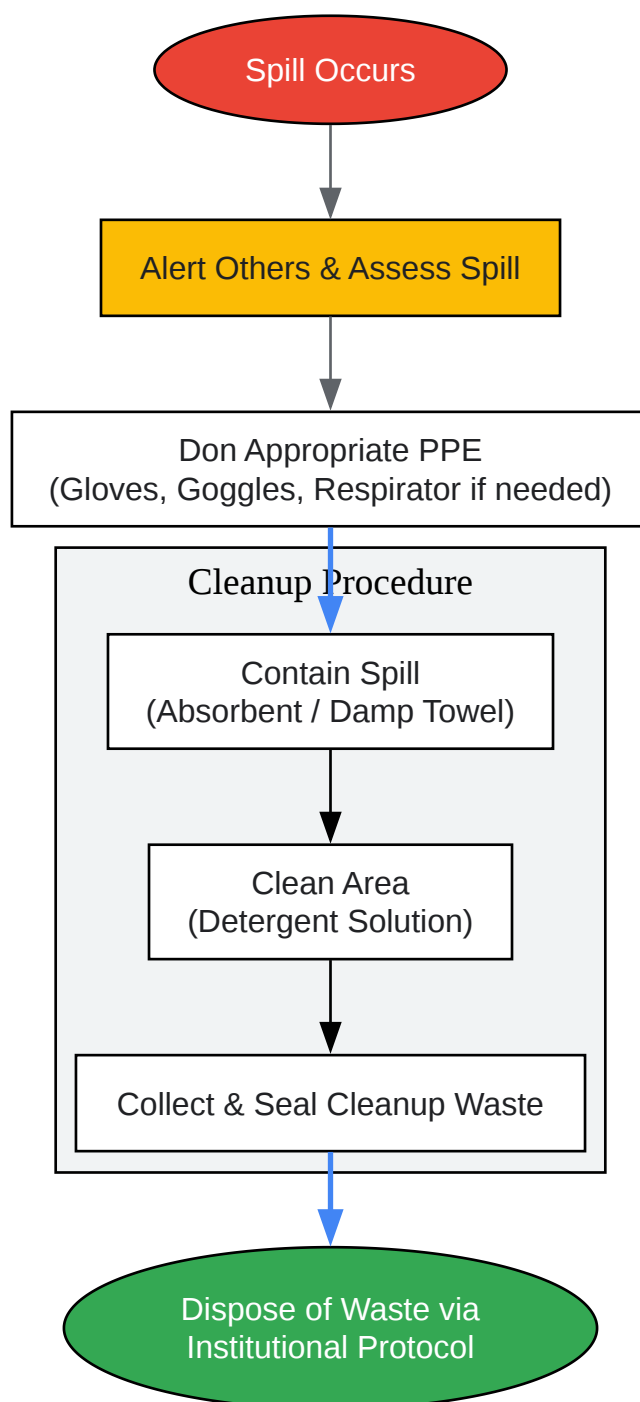 Spill Occurs
Alert Others & Assess Spill
Don Appropriate PPE
(Gloves, Goggles, Respirator if needed)
Cleanup Procedure
Contain Spill
(Absorbent / Damp Towel)
Clean Area
(Detergent Solution)
Collect & Seal Cleanup Waste
Dispose of Waste via
Institutional Protocol